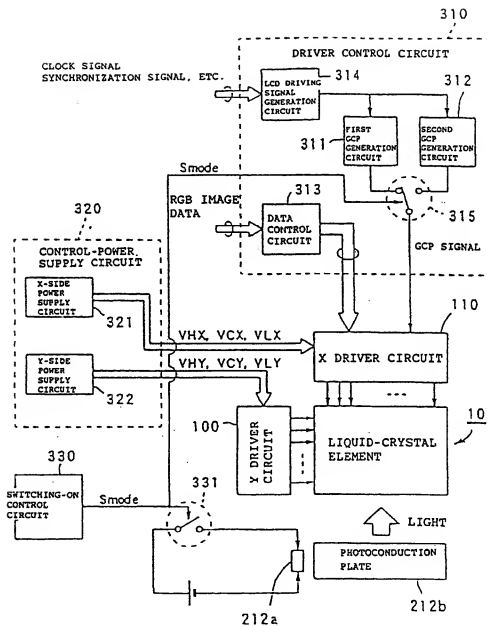 310
DRIVER CONTROL CIRCUIT
CLOCK SIGNAL
SYNCHRONIZATION SIGNAL, ETC.
LCD DRIVING
SIGNAL
GENERATION
CIRCUIT
314
312
FIRST
GCP
GENERATION
CIRCUIT
311
SECOND
GCP
GENERATION
CIRCUIT
Smode
313
315
RGB IMAGE
DATA
DATA
CONTROL
CIRCUIT
GCP SIGNAL
320
CONTROL-POWER
SUPPLY CIRCUIT
X-SIDE
POWER
SUPPLY
CIRCUIT
321
110
VHX, VCX, VLX
X DRIVER CIRCUIT
Y-SIDE
POWER
SUPPLY
CIRCUIT
322
VHY, VCY, VLY
100
Y DRIVER
CIRCUIT
LIQUID-CRYSTAL
ELEMENT
10
330
SWITCHING-ON
CONTROL
CIRCUIT
Smode
331
LIGHT
PHOTOCONDUCTION
PLATE
212a
212b